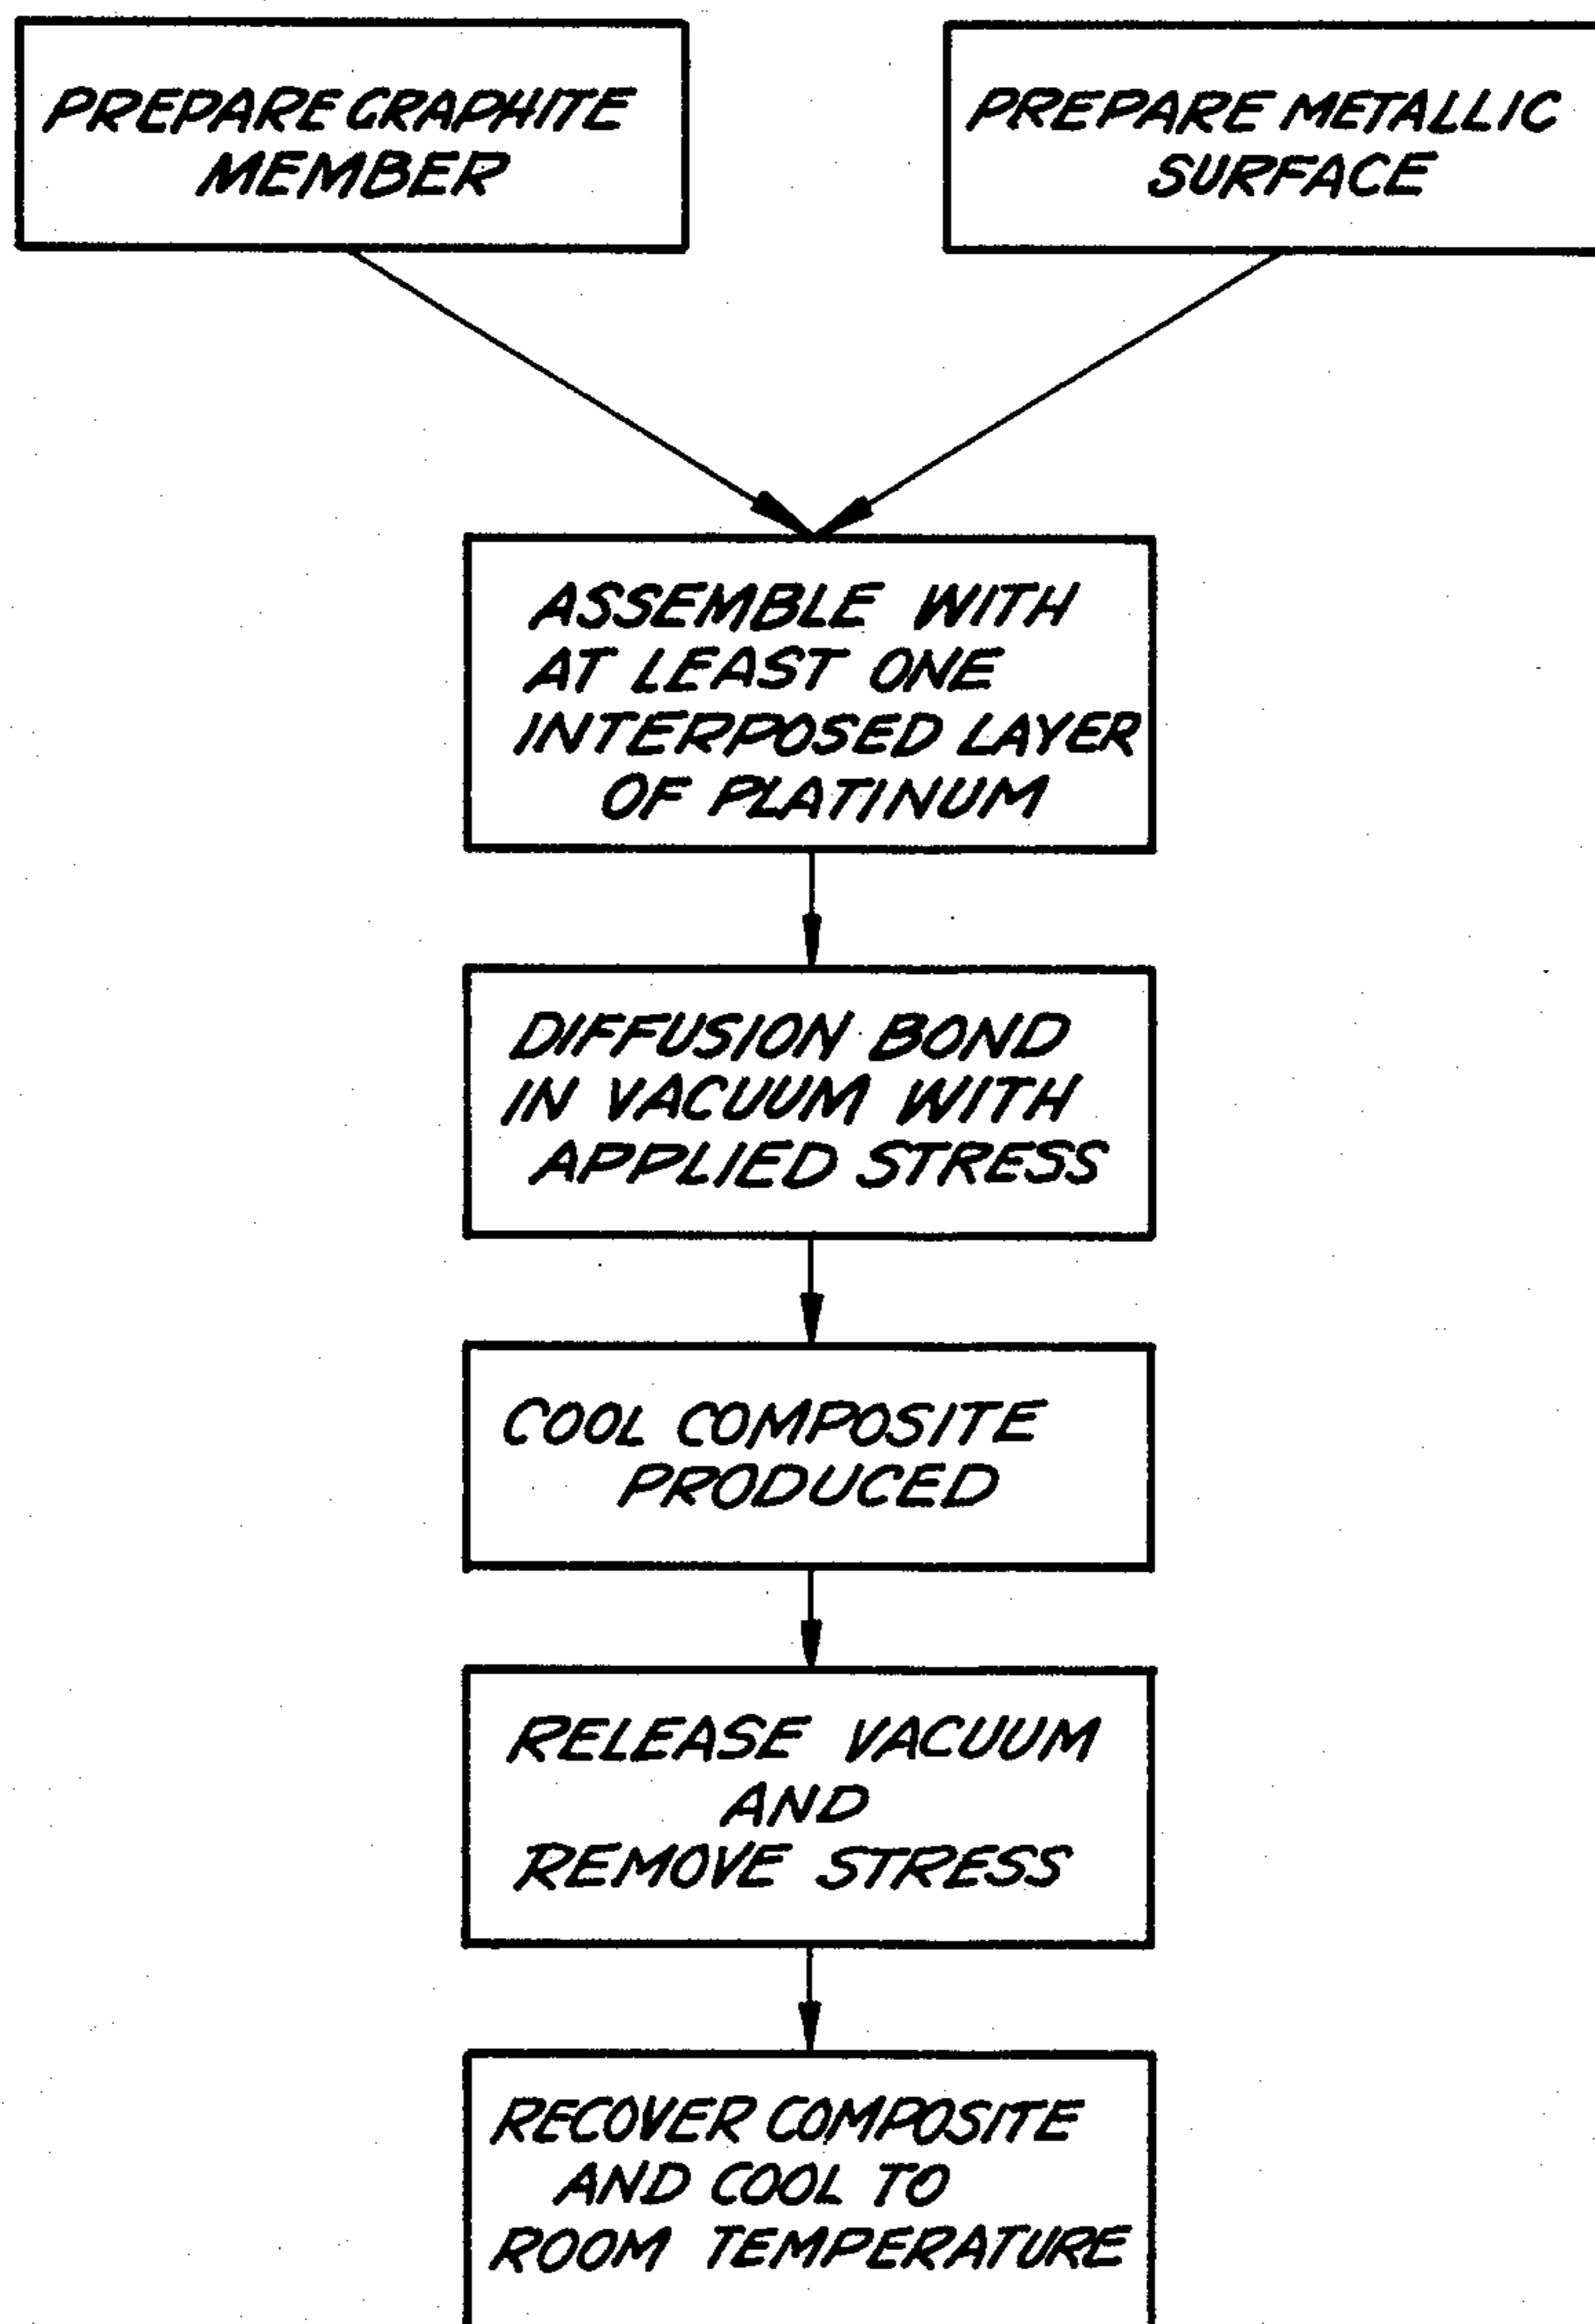 PREPARE GRAPHITE
MEMBER
PREPARE METALLIC
SURFACE
ASSEMBLE WITH
AT LEAST ONE
INTERPOSED LAYER
OF PLATINUM
DIFFUSION BOND
IN VACUUM WITH
APPLIED STRESS
COOL COMPOSITE
PRODUCED
RELEASE VACUUM
AND
REMOVE STRESS
RECOVER COMPOSITE
AND COOL TO
ROOM TEMPERATURE